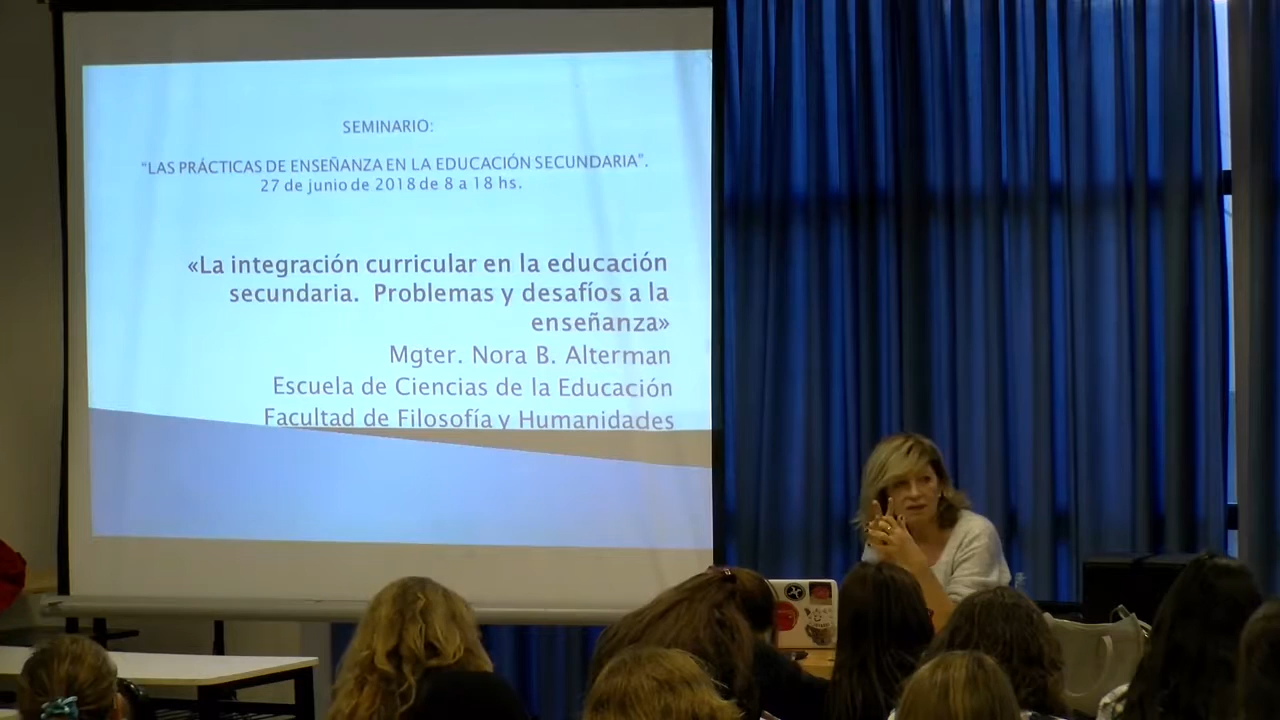 SEMINARIO:
“LAS PRÁCTICAS DE ENSEÑANZA EN LA EDUCACIÓN SECUNDARIA”.
27 de junio de 2018 de 8 a 18 hs.
«La integración curricular en la educación
secundaria. Problemas y desafíos a la
enseñanza»
Mgter. Nora B. Alterman
Escuela de Ciencias de la Educación
Facultad de Filosofía y Humanidades